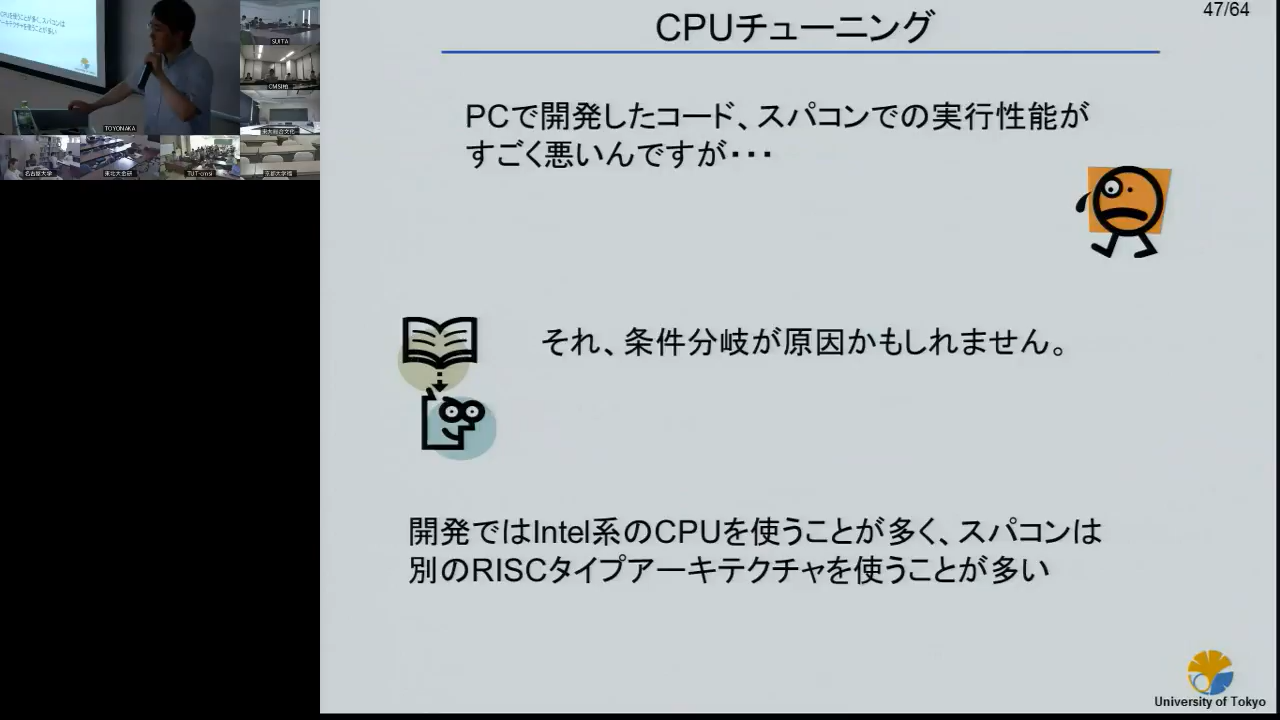 47/64
CPUチューニング
PCで開発したコード、スパコンでの実行性能が
すごく悪いんですが・・・
それ、条件分岐が原因かもしれません。
開発ではIntel系のCPUを使うことが多く、スパコンは
別のRISCタイプアーキテクチャを使うことが多い
University of Tokyo
SUITA
TOYONAKA
名古屋大学
TUT-cmsi